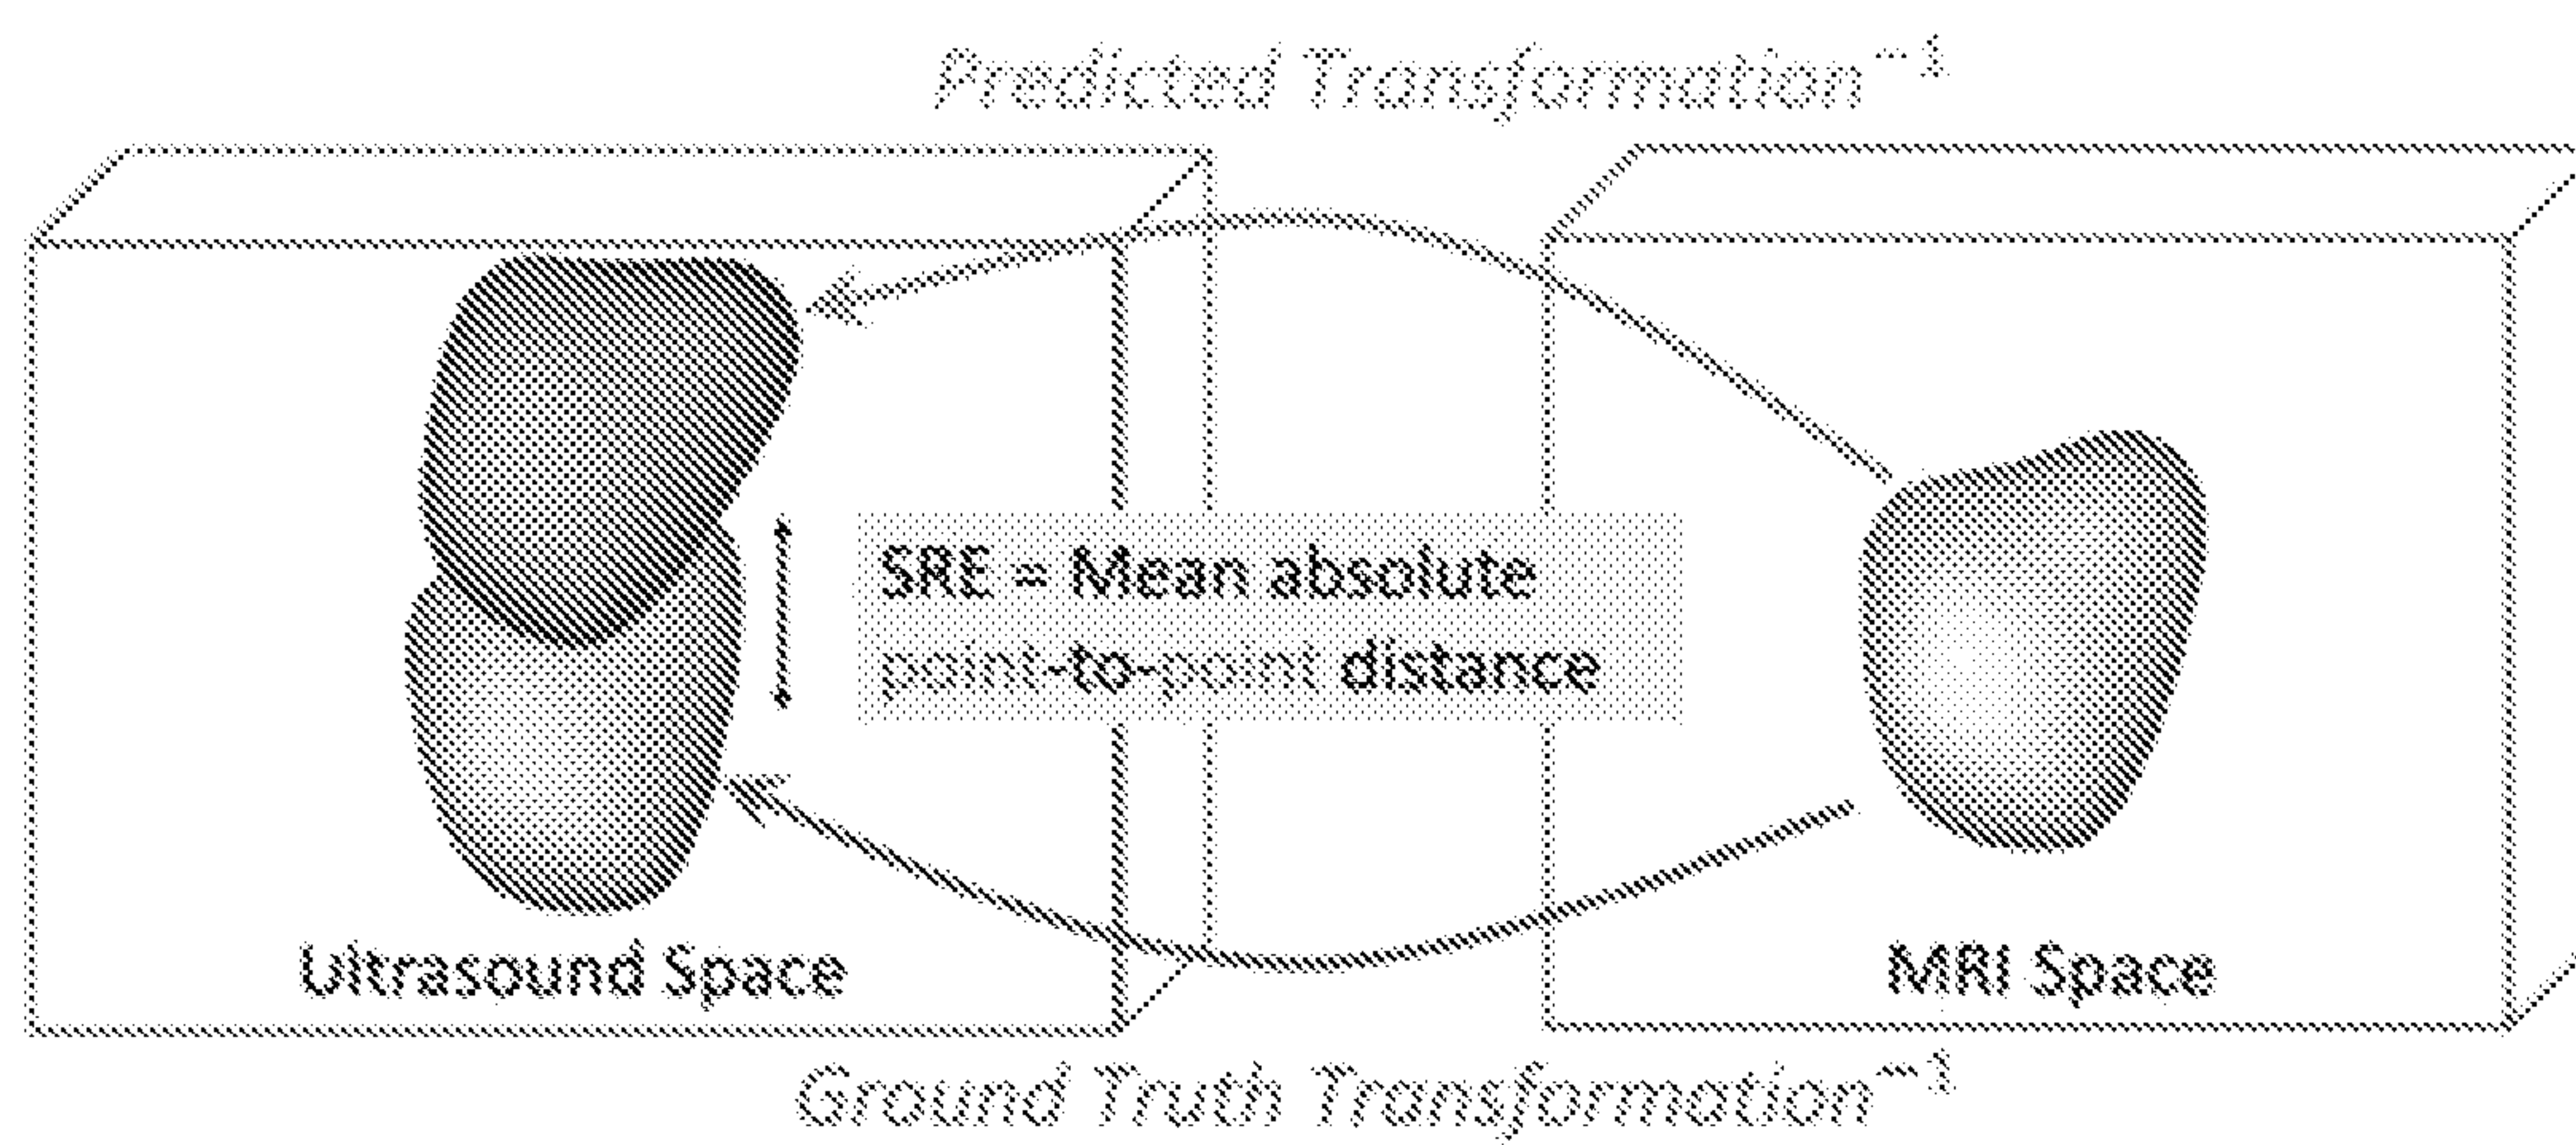 Predicted Transformation⁻¹
SRE = Mean absolute
point-to-point distance
Ultrasound Space
MRI Space
Ground Truth Transformation⁻¹